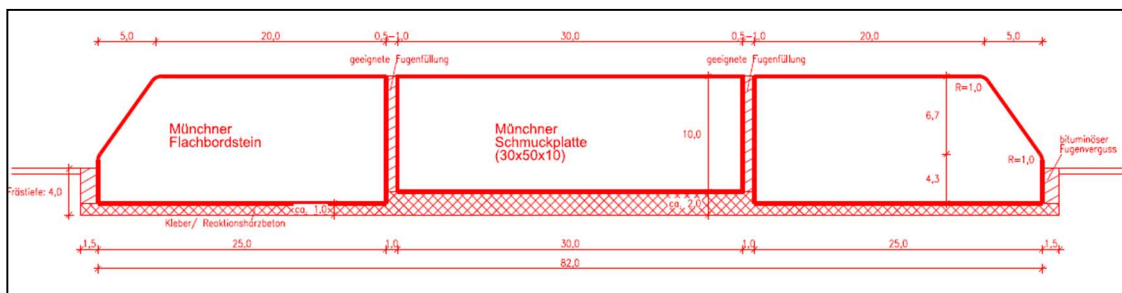 5,0 20,0 0,5-1,0 30,0 0,5-1,0 20,0 5,0
geeignete Fugenfüllung geeignete Fugenfüllung
R=1,0
Münchner
Flachbordstein
Münchner
Schmuckplatte
(30x50x10)
10,0
6,7
bituminöser
Fugenverguss
R=1,0
4,3
Frästiefe: 4,0
ca. 1,0
ca. 2,0
Kleber/ Reaktionsharzbeton
1,5 25,0 1,0 30,0 1,0 25,0 1,5
82,0